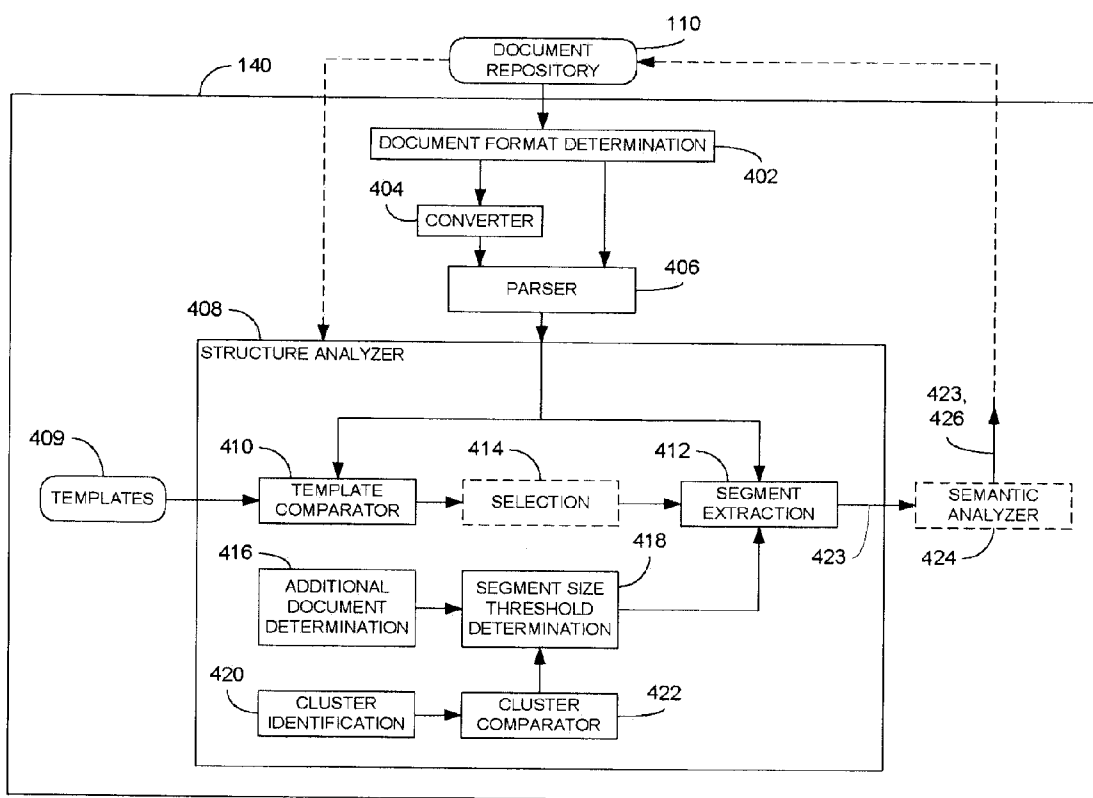 110
DOCUMENT
REPOSITORY
140
DOCUMENT FORMAT DETERMINATION
402
404
CONVERTER
PARSER
406
408
STRUCTURE ANALYZER
423,
426
409
TEMPLATES
410
TEMPLATE
COMPARATOR
414
SELECTION
412
SEGMENT
EXTRACTION
423
SEMANTIC
ANALYZER
424
416
ADDITIONAL
DOCUMENT
DETERMINATION
418
SEGMENT SIZE
THRESHOLD
DETERMINATION
420
CLUSTER
IDENTIFICATION
CLUSTER
COMPARATOR
422